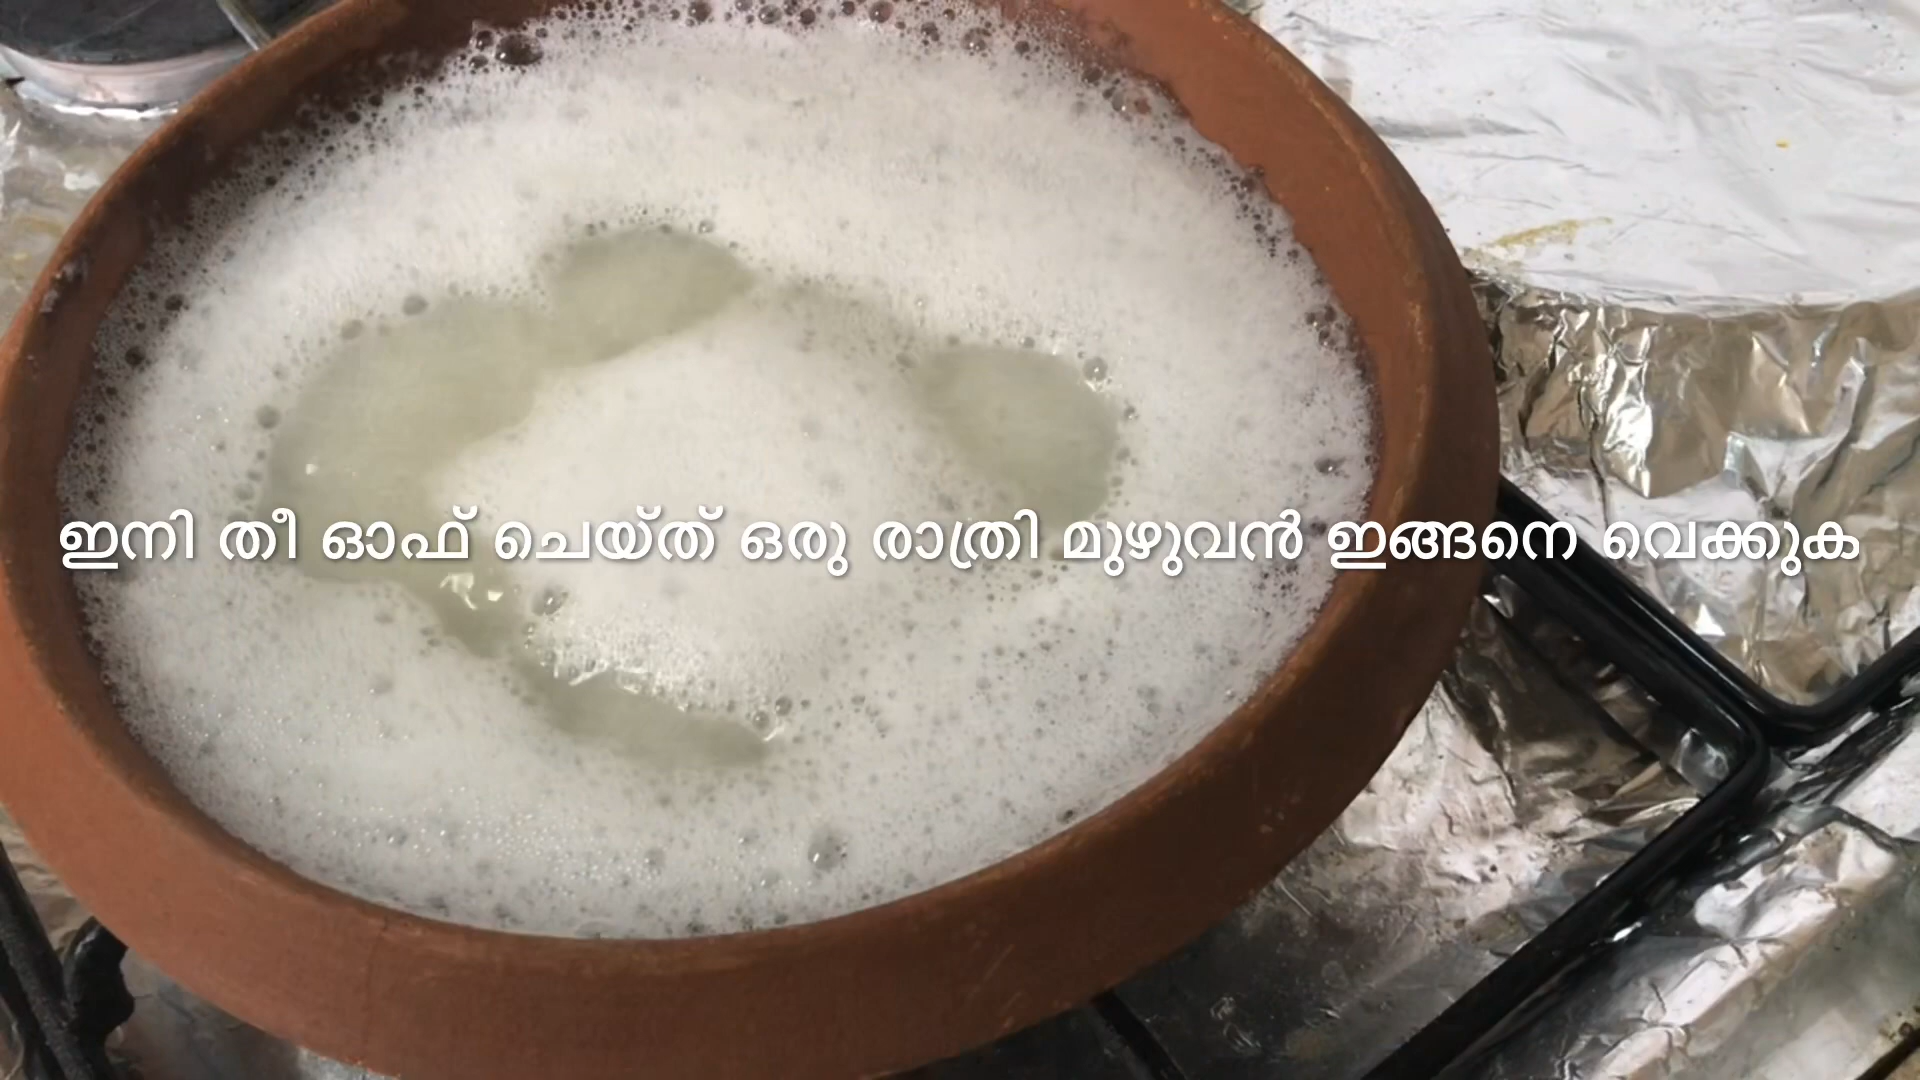 ഇനി തീ ഓഫ് ചെയ്ത് ഒരു രാത്രി മുഴുവൻ ഇങ്ങനെ വെക്കുക